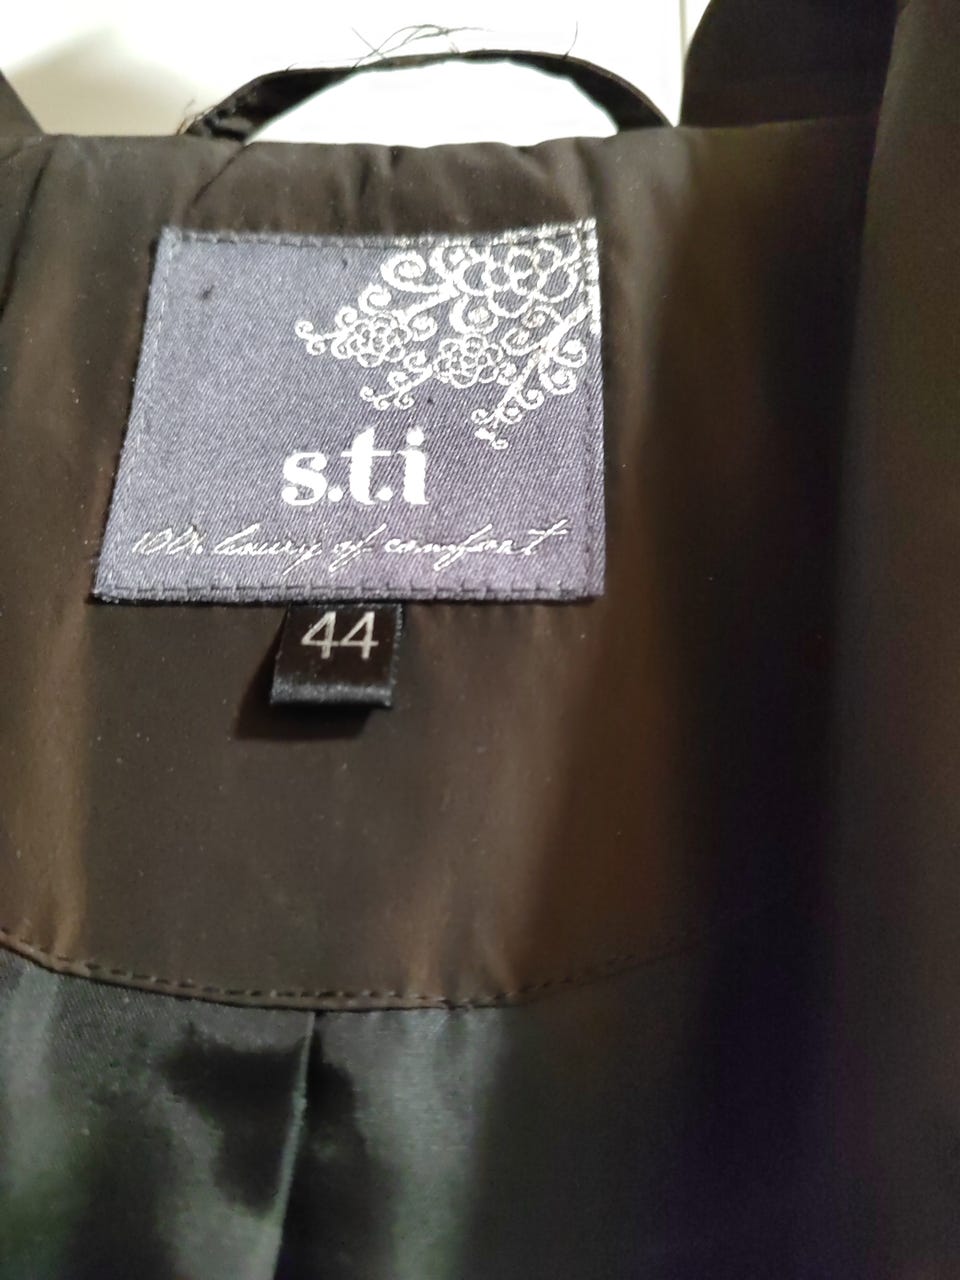 s.t.i
100% luxury of comfort
44